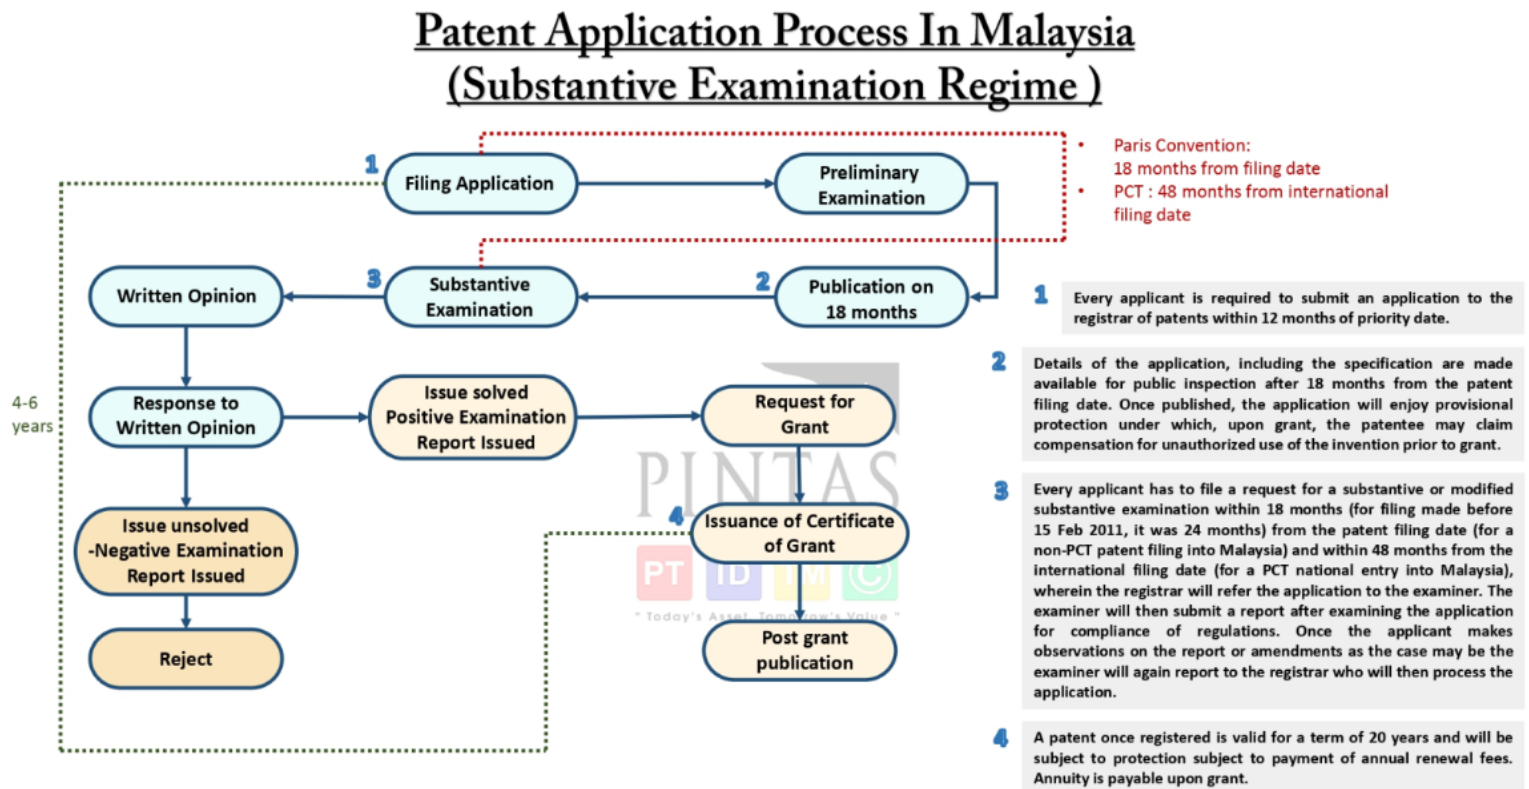 Patent Application Process In Malaysia
(Substantive Examination Regime )
1
Filing Application
Preliminary
Examination
• Paris Convention:
18 months from filing date
• PCT : 48 months from international
filing date
Written Opinion
3
Substantive
Examination
2
Publication on
18 months
4-6
years
Response to
Written Opinion
Issue solved
Positive Examination
Report Issued
Request for
Grant
PINTAS
Issue unsolved
-Negative Examination
Report Issued
4
Issuance of Certificate
of Grant
PT ID TM C
" Today's Asset, Tomorrow's Value "
Reject
Post grant
publication
1
Every applicant is required to submit an application to the
registrar of patents within 12 months of priority date.
2
Details of the application, including the specification are made
available for public inspection after 18 months from the patent
filing date. Once published, the application will enjoy provisional
protection under which, upon grant, the patentee may claim
compensation for unauthorized use of the invention prior to grant.
3
Every applicant has to file a request for a substantive or modified
substantive examination within 18 months (for filing made before
15 Feb 2011, it was 24 months) from the patent filing date (for a
non-PCT patent filing into Malaysia) and within 48 months from the
international filing date (for a PCT national entry into Malaysia),
wherein the registrar will refer the application to the examiner. The
examiner will then submit a report after examining the application
for compliance of regulations. Once the applicant makes
observations on the report or amendments as the case may be the
examiner will again report to the registrar who will then process the
application.
4
A patent once registered is valid for a term of 20 years and will be
subject to protection subject to payment of annual renewal fees.
Annuity is payable upon grant.